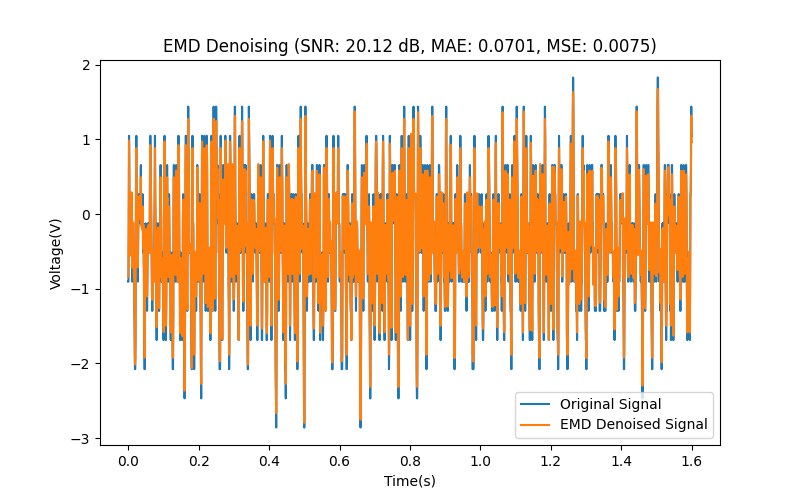 EMD Denoising (SNR: 20.12 dB, MAE: 0.0701, MSE: 0.0075)
2
1
0
−1
−2
−3
Voltage(V)
0.0 0.2 0.4 0.6 0.8 1.0 1.2 1.4 1.6
Time(s)
Original Signal
EMD Denoised Signal